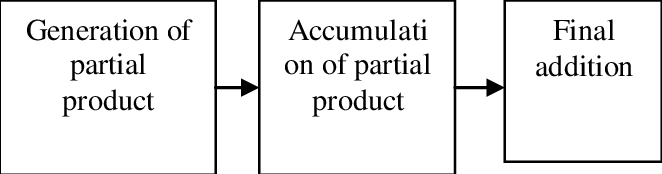 Generation of
partial
product
Accumulati
on of partial
product
Final
addition